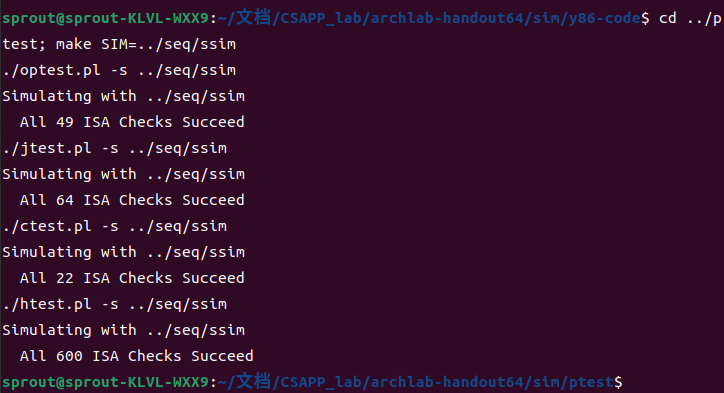 sprout@sprout-KLVL-WXX9:~/文档/CSAPP_lab/archlab-handout64/sim/y86-code$ cd ../p
test; make SIM=../seq/ssim
./optest.pl -s ../seq/ssim
Simulating with ../seq/ssim
  All 49 ISA Checks Succeed
./jtest.pl -s ../seq/ssim
Simulating with ../seq/ssim
  All 64 ISA Checks Succeed
./ctest.pl -s ../seq/ssim
Simulating with ../seq/ssim
  All 22 ISA Checks Succeed
./htest.pl -s ../seq/ssim
Simulating with ../seq/ssim
  All 600 ISA Checks Succeed
sprout@sprout-KLVL-WXX9:~/文档/CSAPP_lab/archlab-handout64/sim/ptest$